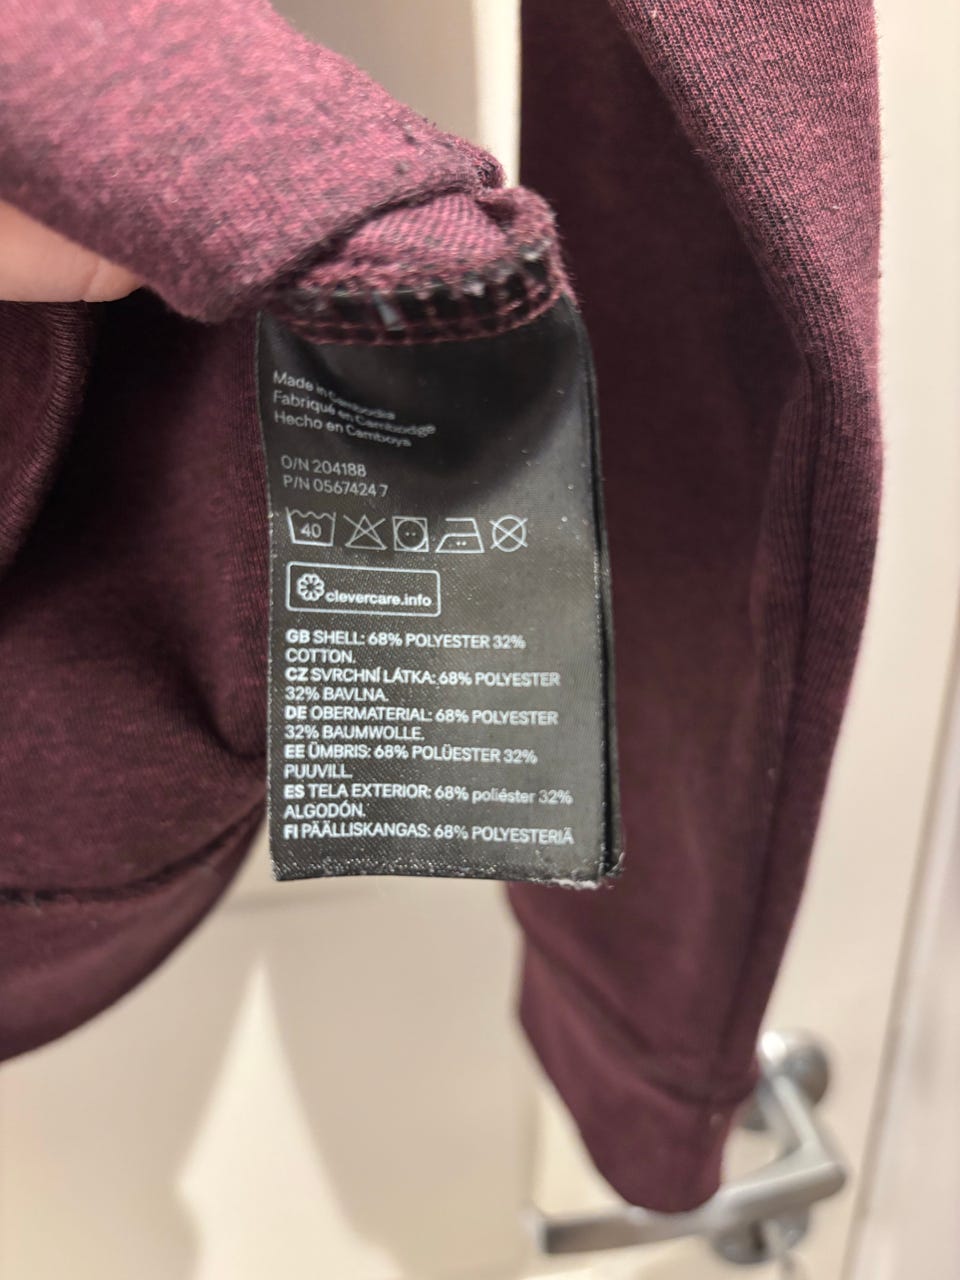 Made in Cambodia
Fabriqué en Cambodge
Hecho en Camboya
O/N 204188
P/N 0567424 7
40
clevercare.info
GB SHELL: 68% POLYESTER 32%
COTTON.
CZ SVRCHNÍ LÁTKA: 68% POLYESTER
32% BAVLNA.
DE OBERMATERIAL: 68% POLYESTER
32% BAUMWOLLE.
EE ÜMBRIS: 68% POLÜESTER 32%
PUUVILL.
ES TELA EXTERIOR: 68% poliéster 32%
ALGODÓN.
FI PÄÄLLISKANGAS: 68% POLYESTERIÄ